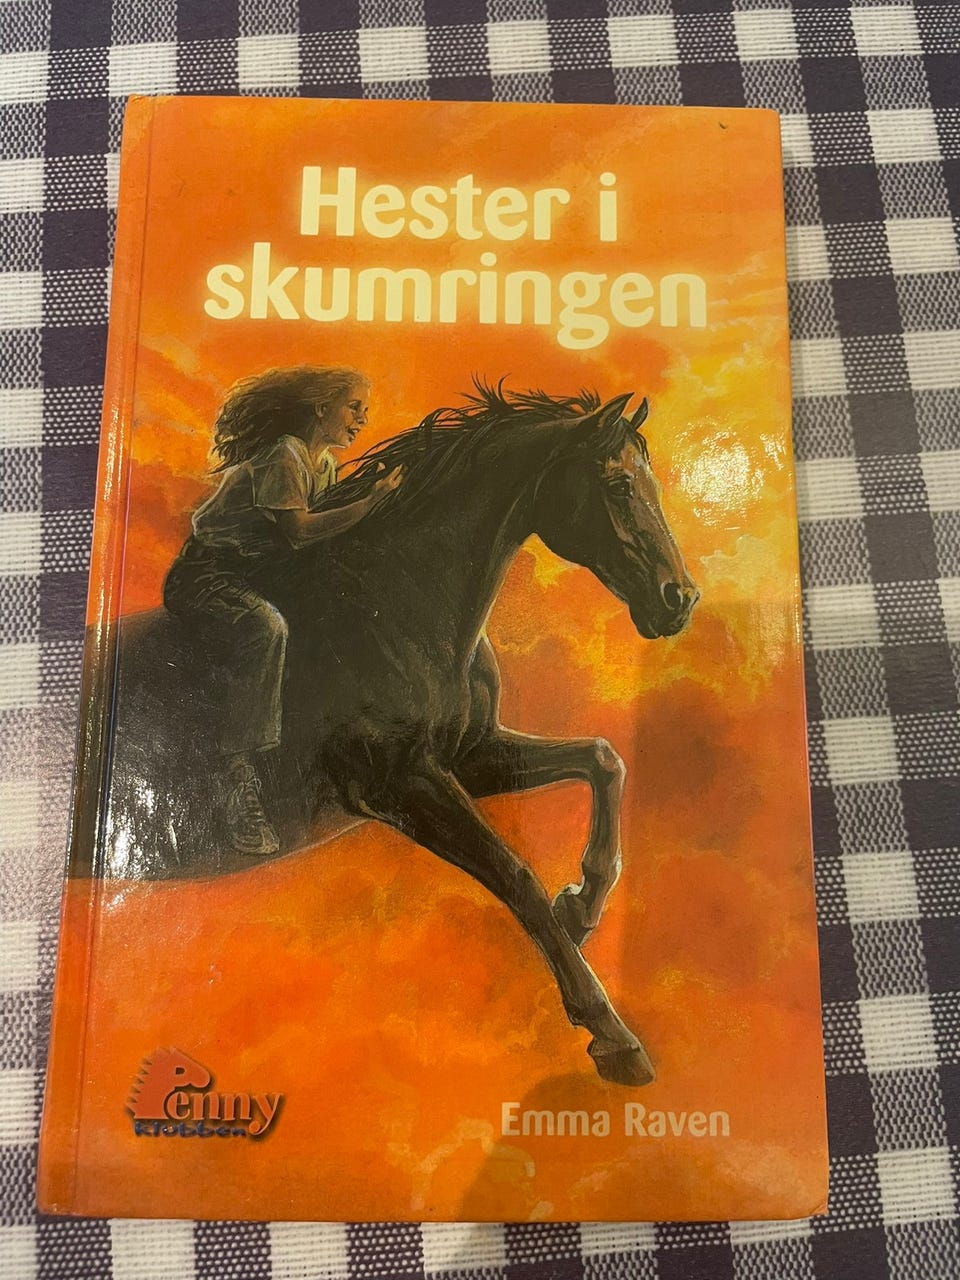 Hester i
skumringen
Penny
klubben
Emma Raven